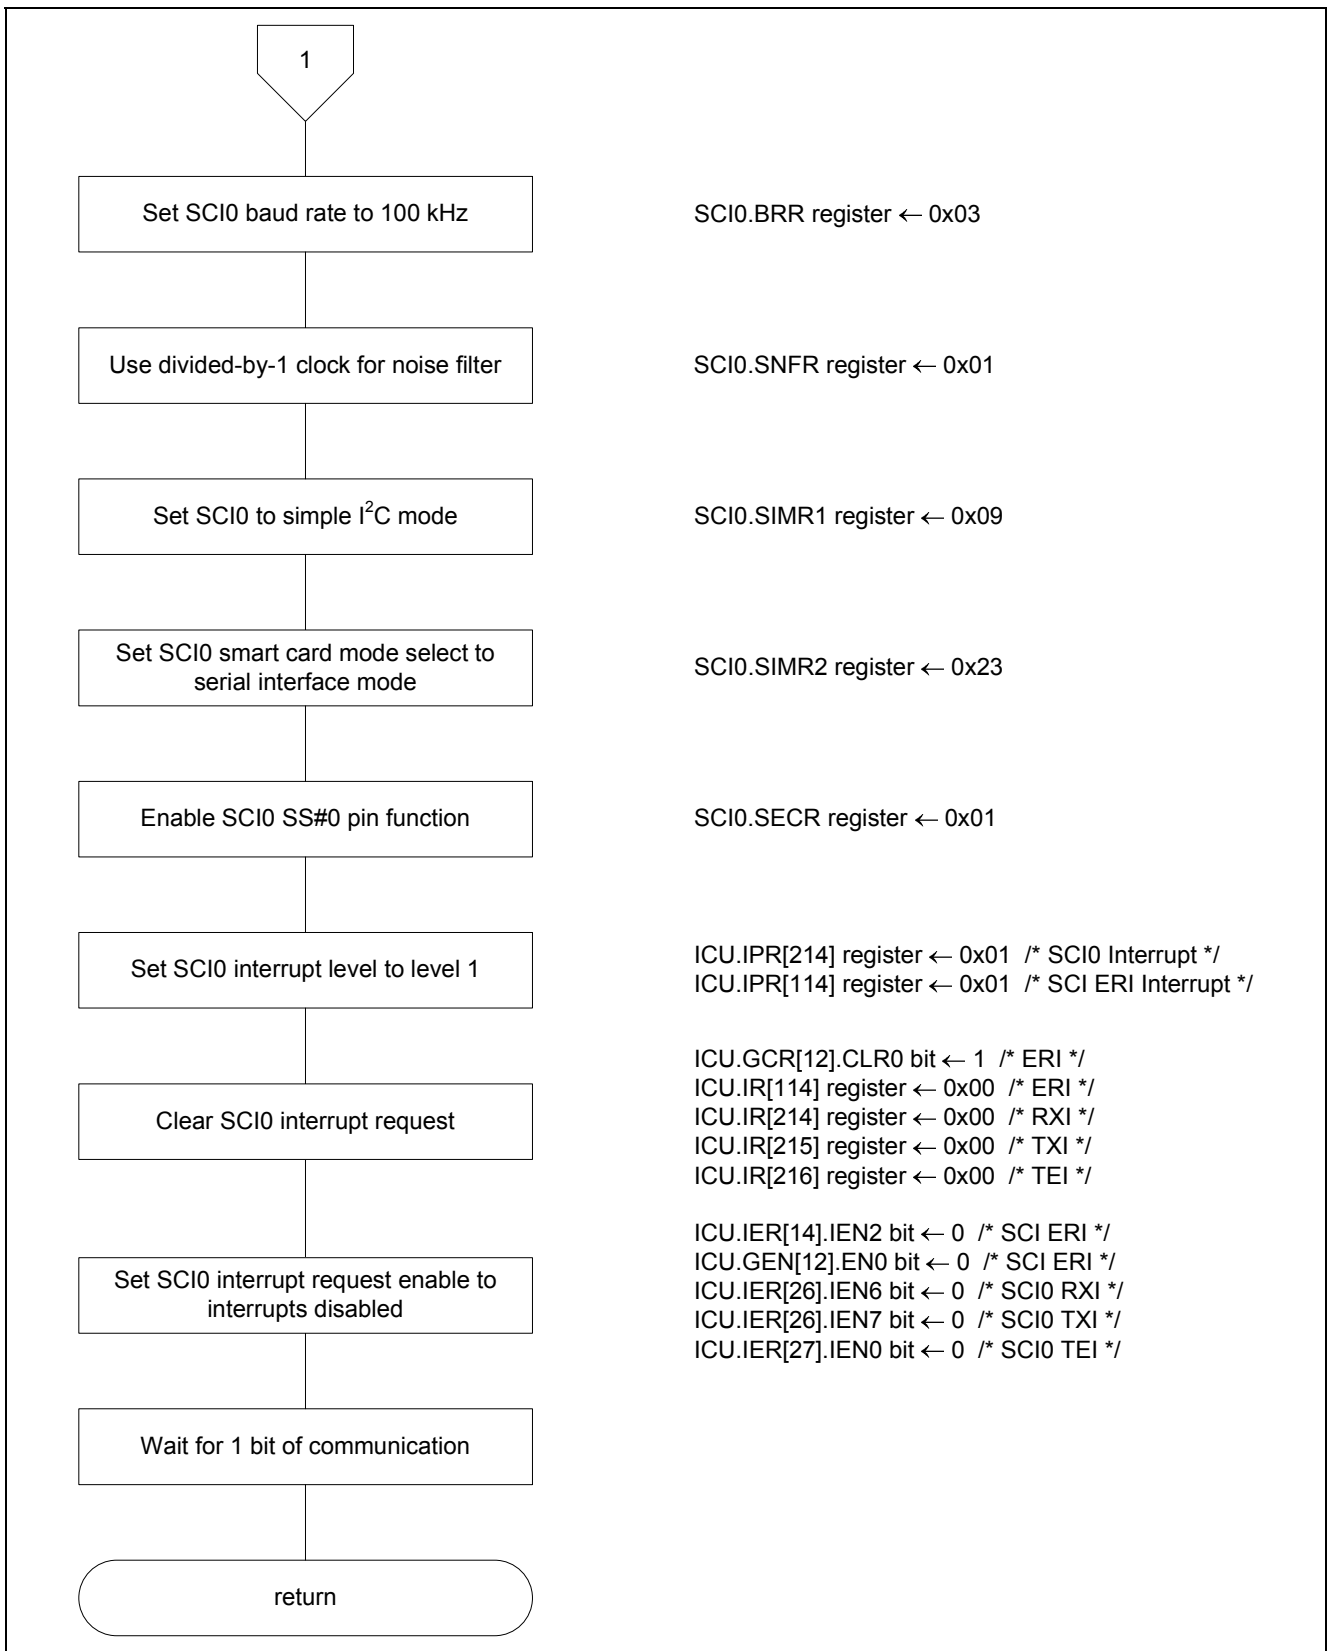 1
Set SCI0 baud rate to 100 kHz
SCI0.BRR register ← 0x03
Use divided-by-1 clock for noise filter
SCI0.SNFR register ← 0x01
Set SCI0 to simple I²C mode
SCI0.SIMR1 register ← 0x09
Set SCI0 smart card mode select to
serial interface mode
SCI0.SIMR2 register ← 0x23
Enable SCI0 SS#0 pin function
SCI0.SECR register ← 0x01
Set SCI0 interrupt level to level 1
ICU.IPR[214] register ← 0x01 /* SCI0 Interrupt */
ICU.IPR[114] register ← 0x01 /* SCI ERI Interrupt */
Clear SCI0 interrupt request
ICU.GCR[12].CLR0 bit ← 1 /* ERI */
ICU.IR[114] register ← 0x00 /* ERI */
ICU.IR[214] register ← 0x00 /* RXI */
ICU.IR[215] register ← 0x00 /* TXI */
ICU.IR[216] register ← 0x00 /* TEI */
Set SCI0 interrupt request enable to
interrupts disabled
ICU.IER[14].IEN2 bit ← 0 /* SCI ERI */
ICU.GEN[12].EN0 bit ← 0 /* SCI ERI */
ICU.IER[26].IEN6 bit ← 0 /* SCI0 RXI */
ICU.IER[26].IEN7 bit ← 0 /* SCI0 TXI */
ICU.IER[27].IEN0 bit ← 0 /* SCI0 TEI */
Wait for 1 bit of communication
return